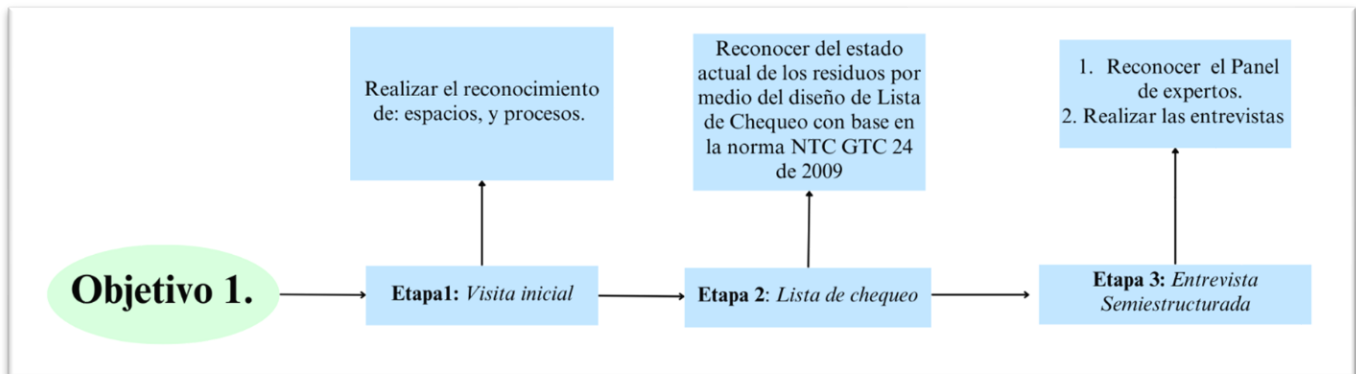 Realizar el reconocimiento
de: espacios, y procesos.
Reconocer del estado
actual de los residuos por
medio del diseño de Lista
de Chequeo con base en
la norma NTC GTC 24
de 2009
1. Reconocer el Panel
de expertos.
2. Realizar las entrevistas
Objetivo 1.
Etapa1: Visita inicial
Etapa 2: Lista de chequeo
Etapa 3: Entrevista
Semiestructurada